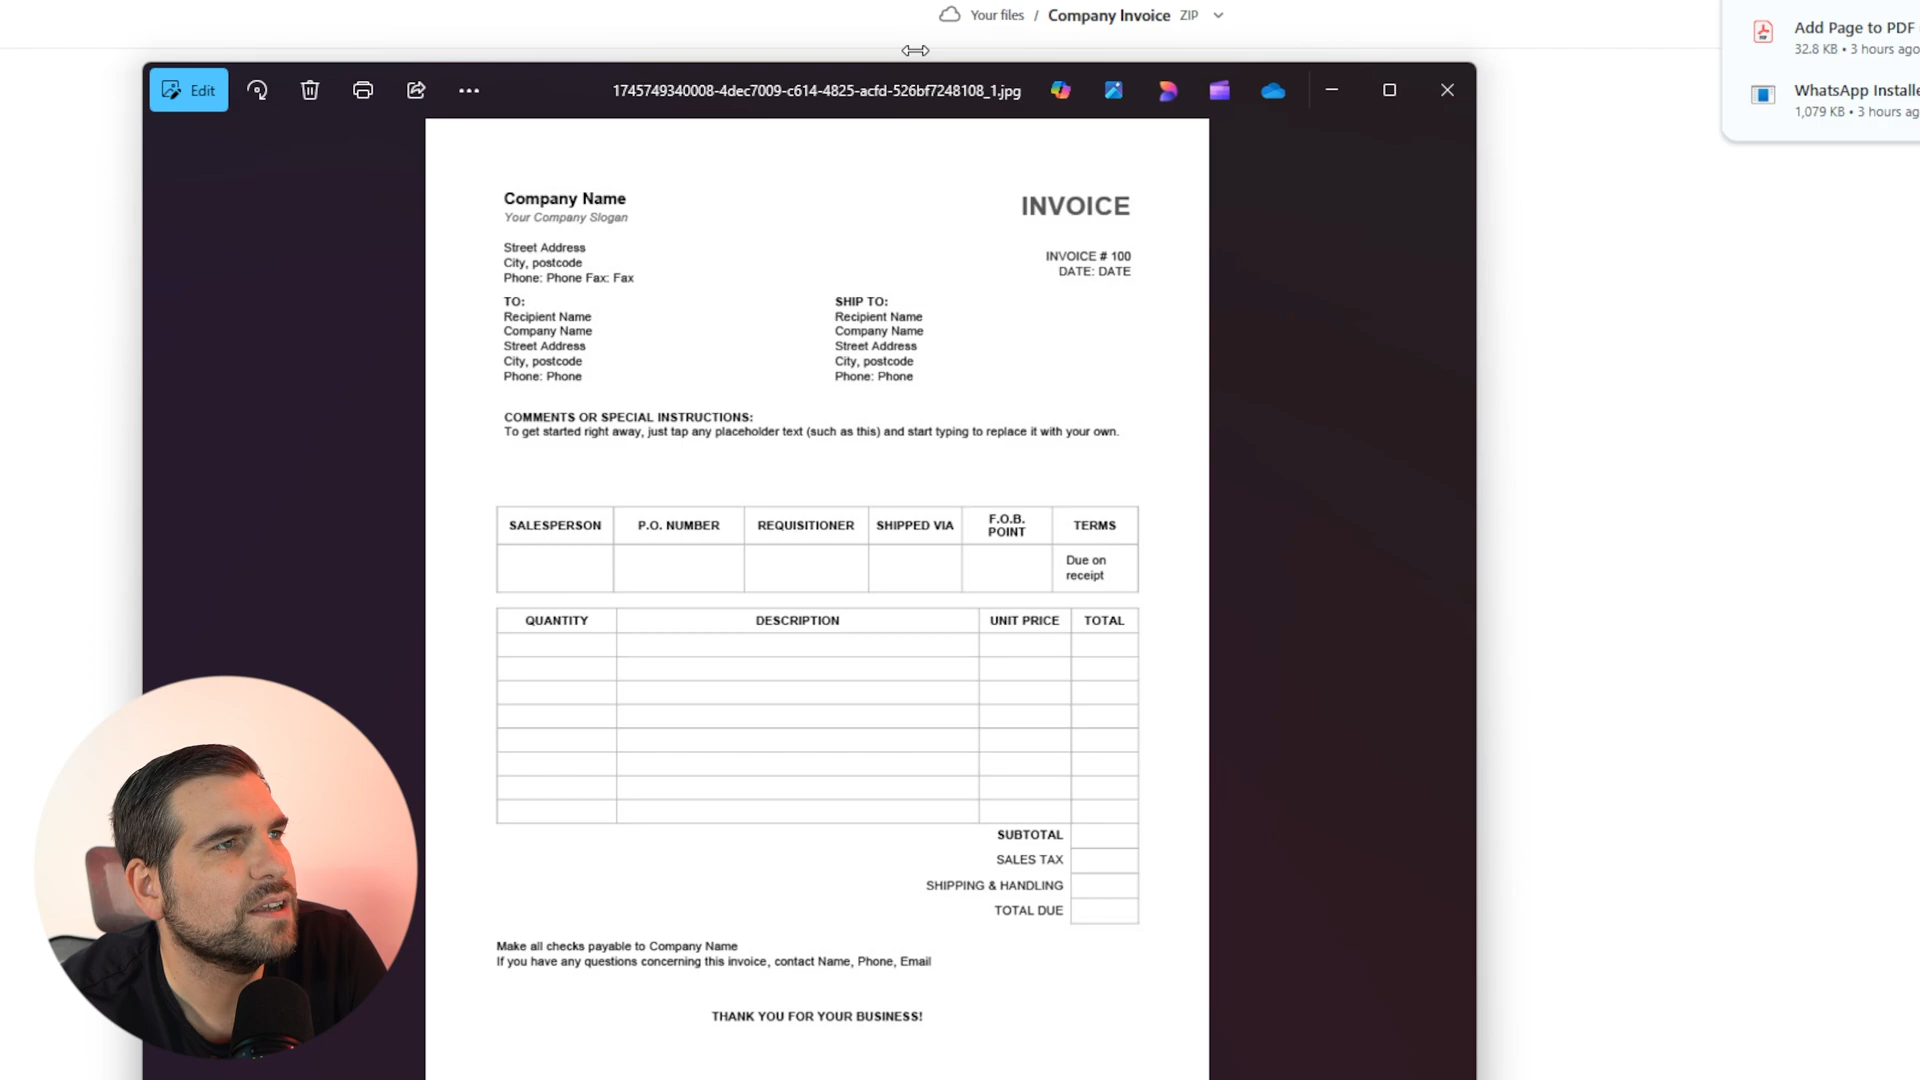 Your files / Company Invoice ZIP
Add Page to PDF
32.8 KB • 3 hours ago
WhatsApp Installe
1,079 KB • 3 hours ag
Edit
1745749340008-4dec7009-c614-4825-acfd-526bf7248108_1.jpg
Company Name
Your Company Slogan
INVOICE
Street Address
City, postcode
Phone: Phone Fax: Fax
INVOICE # 100
DATE: DATE
TO:
Recipient Name
Company Name
Street Address
City, postcode
Phone: Phone
SHIP TO:
Recipient Name
Company Name
Street Address
City, postcode
Phone: Phone
COMMENTS OR SPECIAL INSTRUCTIONS:
To get started right away, just tap any placeholder text (such as this) and start typing to replace it with your own.
SALESPERSON P.O. NUMBER REQUISITIONER SHIPPED VIA F.O.B. POINT TERMS
Due on
receipt
QUANTITY DESCRIPTION UNIT PRICE TOTAL
SUBTOTAL
SALES TAX
SHIPPING & HANDLING
TOTAL DUE
Make all checks payable to Company Name
If you have any questions concerning this invoice, contact Name, Phone, Email
THANK YOU FOR YOUR BUSINESS!